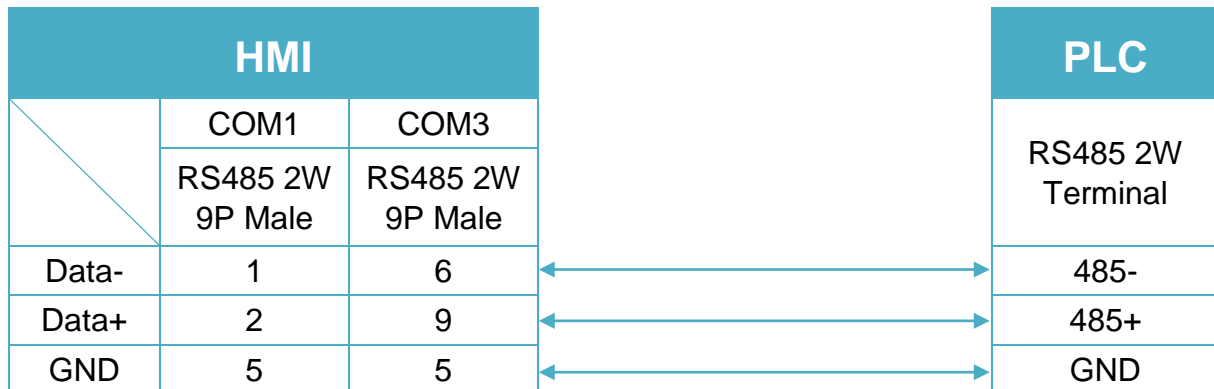 HMI
PLC
COM1 COM3
RS485 2W
9P Male
RS485 2W
9P Male
RS485 2W
Terminal
Data- 1 6 485-
Data+ 2 9 485+
GND 5 5 GND